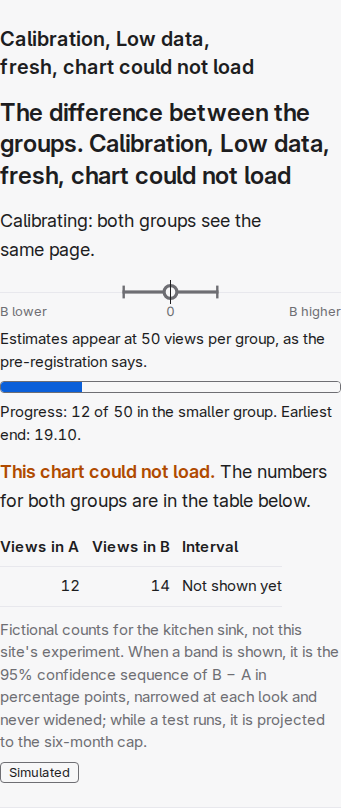 Calibration, Low data,
fresh, chart could not load
The difference between the
groups. Calibration, Low data,
fresh, chart could not load
Calibrating: both groups see the
same page.
B lower 0 B higher
Estimates appear at 50 views per group, as the
pre-registration says.
Progress: 12 of 50 in the smaller group. Earliest
end: 19.10.
This chart could not load. The numbers
for both groups are in the table below.
Views in A Views in B Interval
12 14 Not shown yet
Fictional counts for the kitchen sink, not this
site's experiment. When a band is shown, it is the
95% confidence sequence of B − A in
percentage points, narrowed at each look and
never widened; while a test runs, it is projected
to the six-month cap.
Simulated